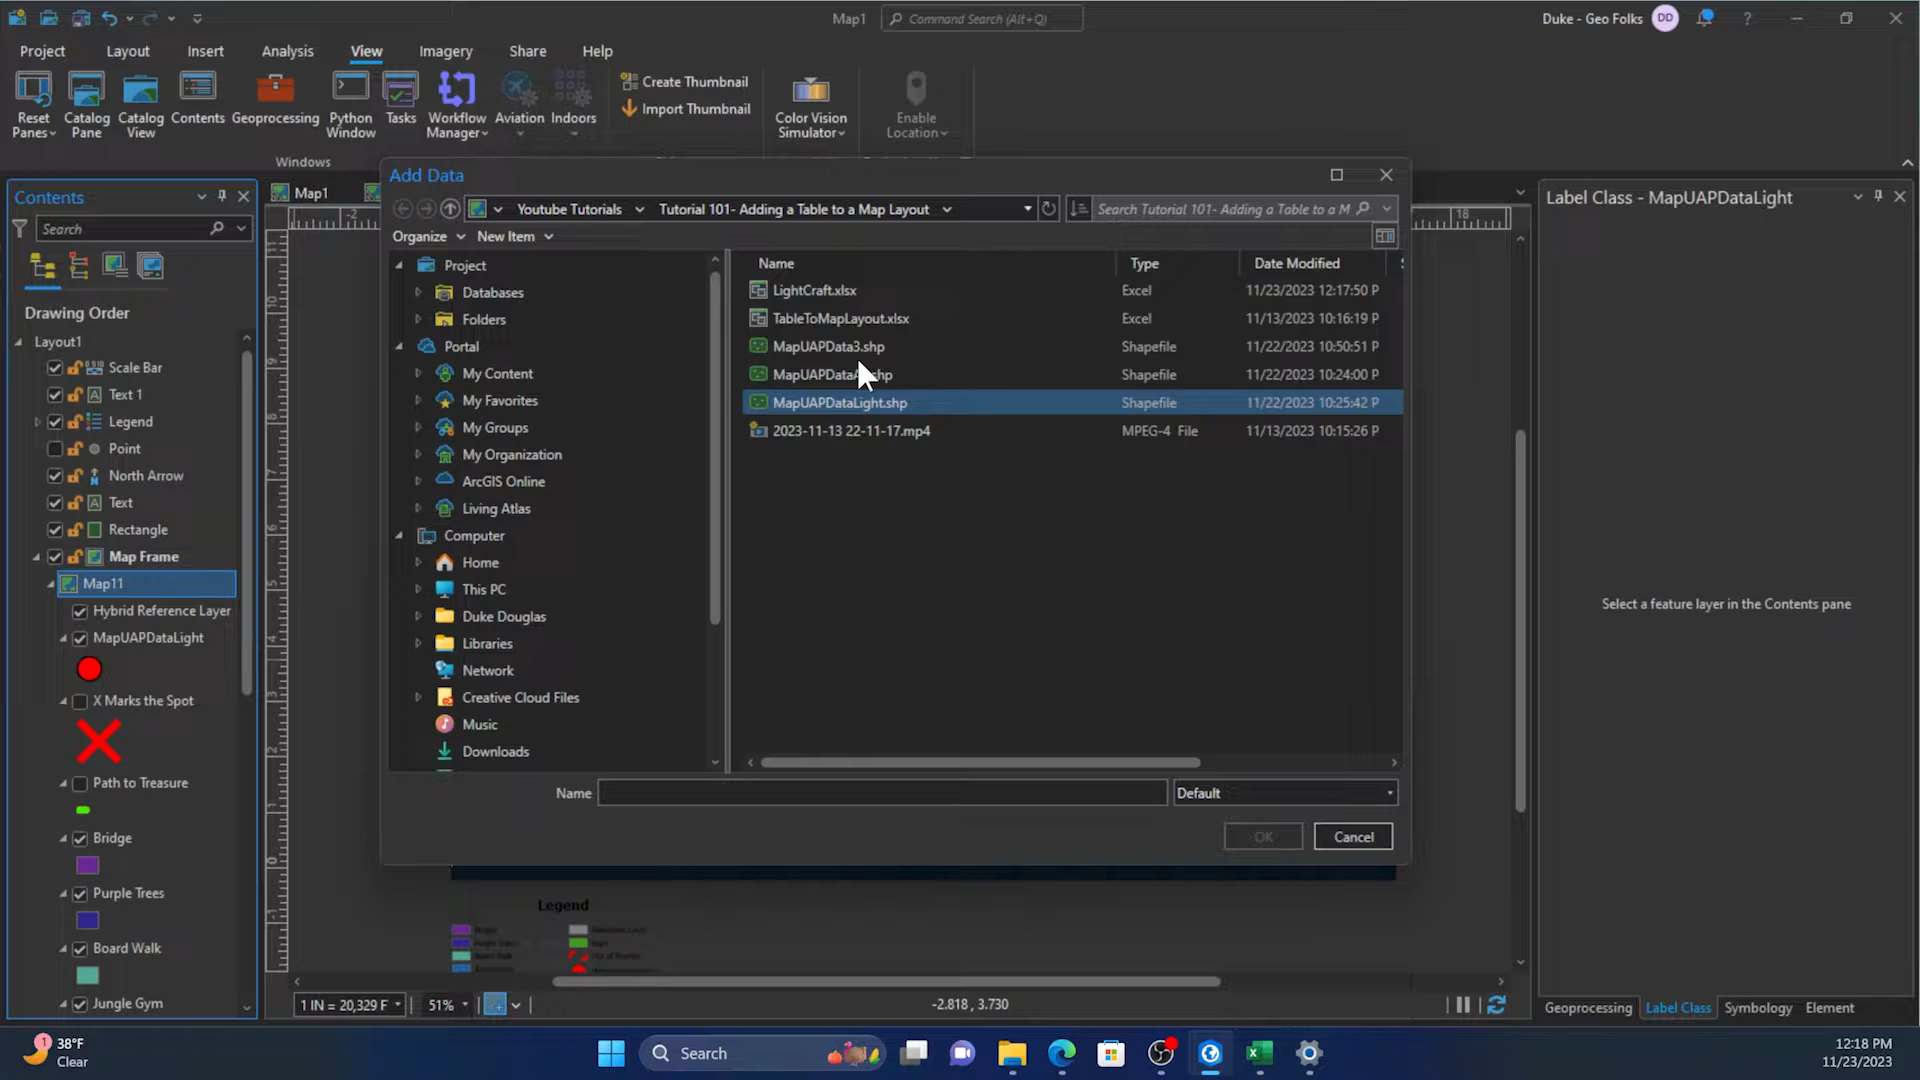 Map1
Command Search (Alt+Q)
Duke - Geo Folks
DD
?
Project
Layout
Insert
Analysis
View
Imagery
Share
Help
Reset Panes
Catalog Pane
Catalog View
Contents
Geoprocessing
Python Window
Tasks
Workflow Manager
Aviation
Indoors
Create Thumbnail
Import Thumbnail
Color Vision Simulator
Enable Location
Windows
Contents
Search
Drawing Order
Layout1
Scale Bar
Text 1
Legend
Point
North Arrow
Text
Rectangle
Map Frame
Map11
Hybrid Reference Layer
MapUAPDataLight
X Marks the Spot
Path to Treasure
Bridge
Purple Trees
Board Walk
Jungle Gym
Map1
Add Data
Youtube Tutorials
Tutorial 101- Adding a Table to a Map Layout
Search Tutorial 101- Adding a Table to a M
Organize
New Item
Project
Databases
Folders
Portal
My Content
My Favorites
My Groups
My Organization
ArcGIS Online
Living Atlas
Computer
Home
This PC
Duke Douglas
Libraries
Network
Creative Cloud Files
Music
Downloads
Name Type Date Modified
LightCraft.xlsx Excel 11/23/2023 12:17:50 P
TableToMapLayout.xlsx Excel 11/13/2023 10:16:19 P
MapUAPData3.shp Shapefile 11/22/2023 10:50:51 P
Shapefile 11/22/2023 10:24:00 P
MapUAPDataLight.shp Shapefile 11/22/2023 10:25:42 P
2023-11-13 22-11-17.mp4 MPEG-4 File 11/13/2023 10:15:26 P
Name
Default
OK
Cancel
Legend
1 IN = 20,329 F
51%
-2.818 , 3.730
Label Class - MapUAPDataLight
Select a feature layer in the Contents pane
Geoprocessing
Label Class
Symbology
Element
1
38°F
Clear
Search
12:18 PM
11/23/2023